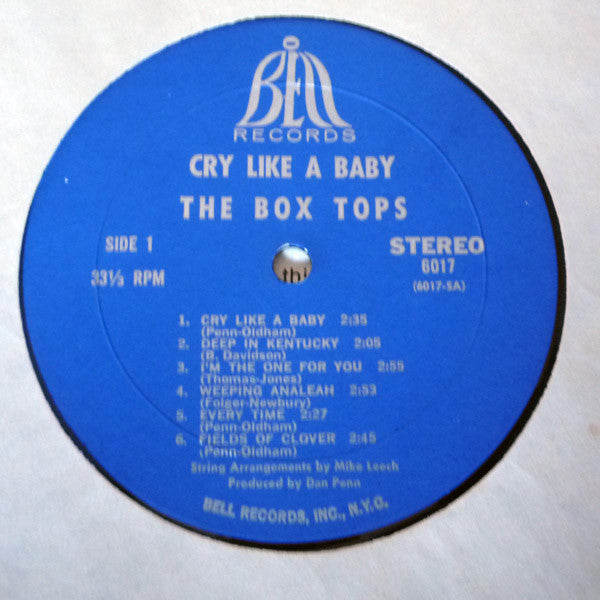 BELL
RECORDS
CRY LIKE A BABY
THE BOX TOPS
SIDE 1
33⅓ RPM
STEREO
6017
(6017-SA)
thi
1. CRY LIKE A BABY 2:35
(Penn-Oldham)
2. DEEP IN KENTUCKY 2:05
(B. Davidson)
3. I'M THE ONE FOR YOU 2:55
(Thomas-Jones)
4. WEEPING ANALEAH 2:53
(Folger-Newbury)
5. EVERY TIME 2:27
(Penn-Oldham)
6. FIELDS OF CLOVER 2:45
(Penn-Oldham)
String Arrangements by Mike Leech
Produced by Dan Penn
BELL RECORDS, INC., N.Y.C.